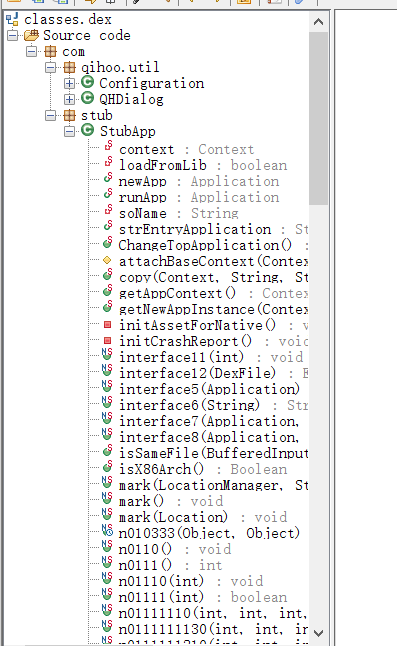 classes.dex
Source code
com
qihoo.util
Configuration
QHDialog
stub
StubApp
context : Context
loadFromLib : boolean
newApp : Application
runApp : Application
soName : String
strEntryApplication : St
ChangeTopApplication() :
attachBaseContext(Contex
copy(Context, String, St
getAppContext() : Contex
getNewAppInstance(Contex
initAssetForNative() : v
initCrashReport() : void
interface11(int) : void
interface12(DexFile) : E
interface5(Application)
interface6(String) : Str
interface7(Application,
interface8(Application,
isSameFile(BufferedInput
isX86Arch() : Boolean
mark(LocationManager, St
mark() : void
mark(Location) : void
n010333(Object, Object)
n0110() : void
n0111() : int
n01110(int) : void
n01111(int) : boolean
n01111110(int, int, int,
n0111111130(int, int, in